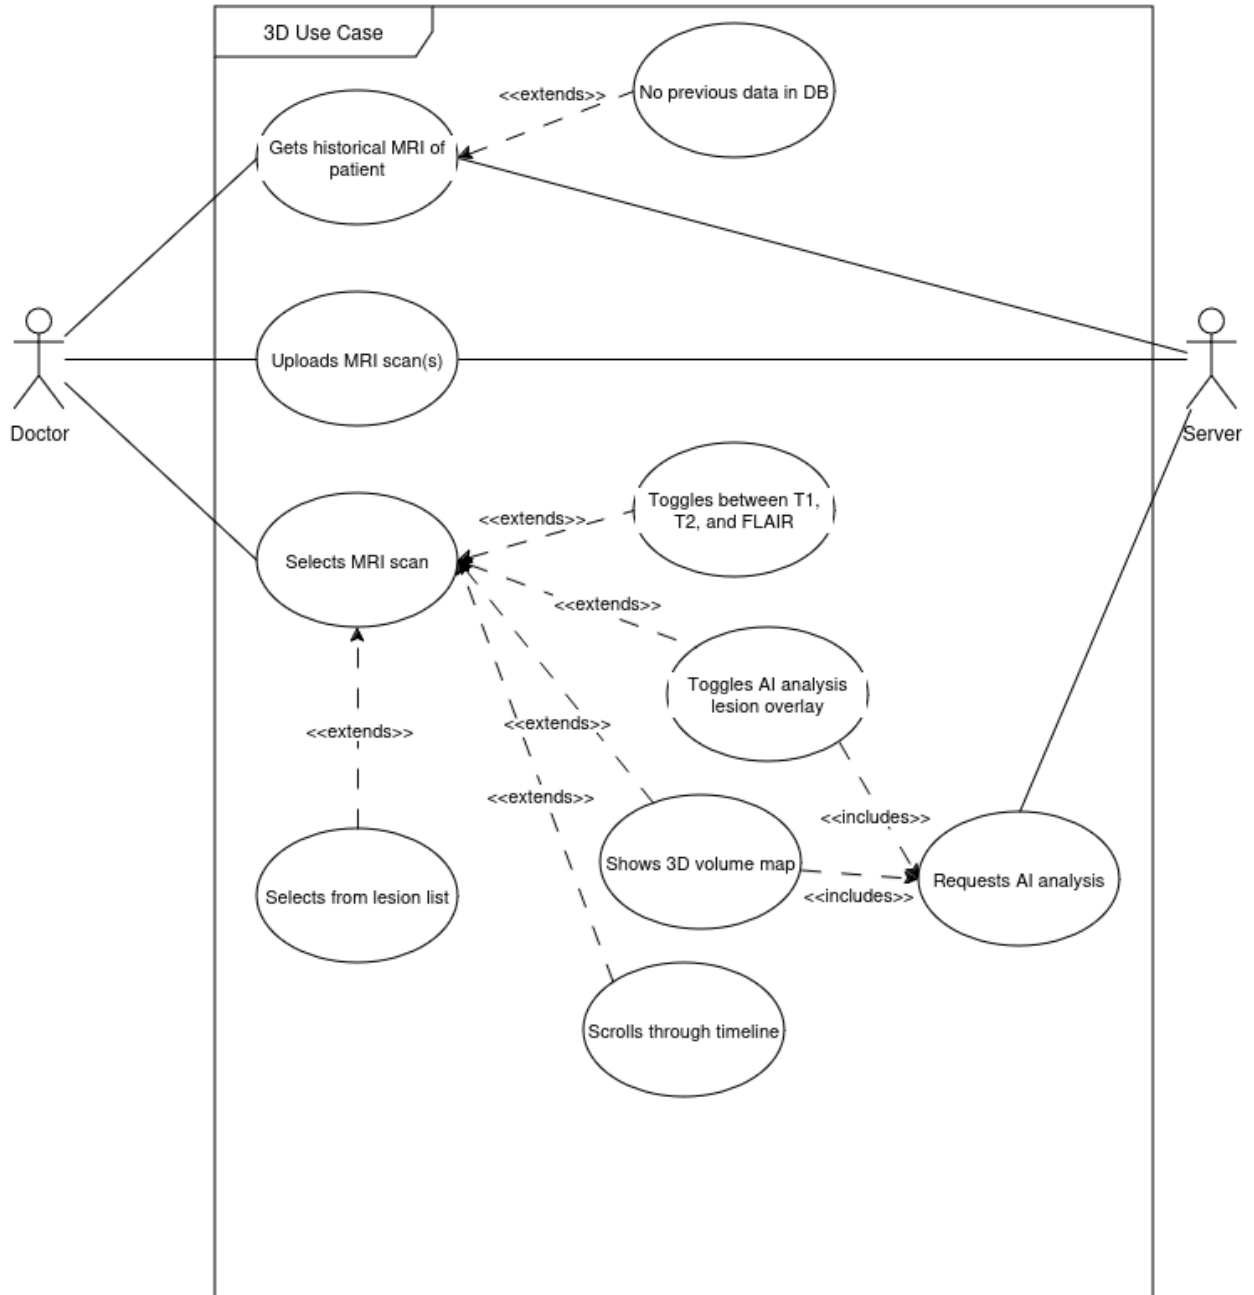 3D Use Case
<<extends>>
No previous data in DB
Gets historical MRI of
patient
Uploads MRI scan(s)
Doctor
Server
Toggles between T1,
T2, and FLAIR
<<extends>>
Selects MRI scan
<<extends>>
Toggles AI analysis
lesion overlay
<<extends>>
<<extends>>
<<extends>>
<<includes>>
Shows 3D volume map
Requests AI analysis
<<includes>>
Selects from lesion list
Scrolls through timeline